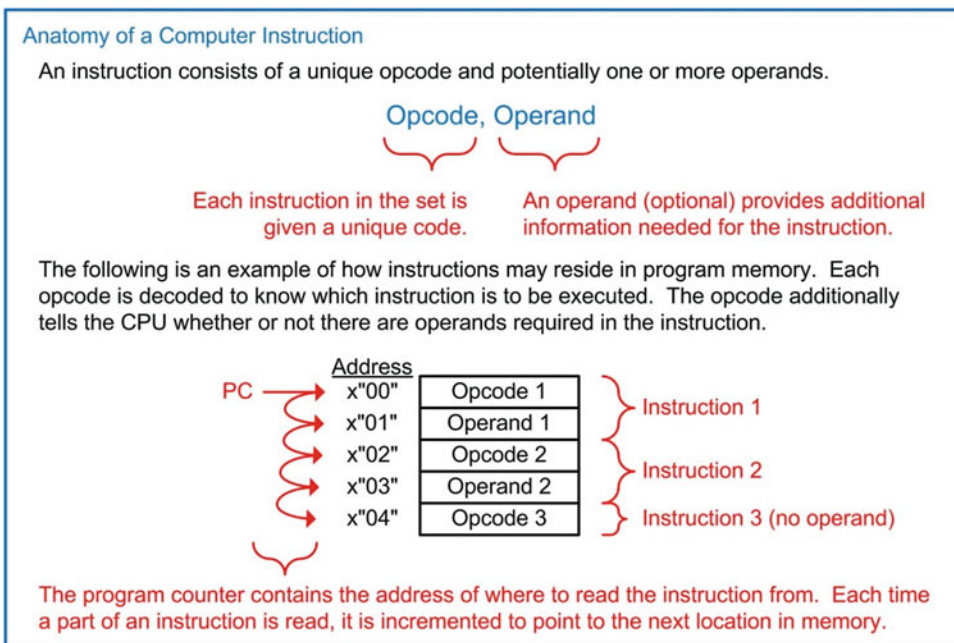 Anatomy of a Computer Instruction
An instruction consists of a unique opcode and potentially one or more operands.
Opcode, Operand
Each instruction in the set is
given a unique code.
An operand (optional) provides additional
information needed for the instruction.
The following is an example of how instructions may reside in program memory.  Each
opcode is decoded to know which instruction is to be executed.  The opcode additionally
tells the CPU whether or not there are operands required in the instruction.
Address
PC x"00" Opcode 1
x"01" Operand 1
Instruction 1
x"02" Opcode 2
x"03" Operand 2
Instruction 2
x"04" Opcode 3 Instruction 3 (no operand)
The program counter contains the address of where to read the instruction from.  Each time
a part of an instruction is read, it is incremented to point to the next location in memory.